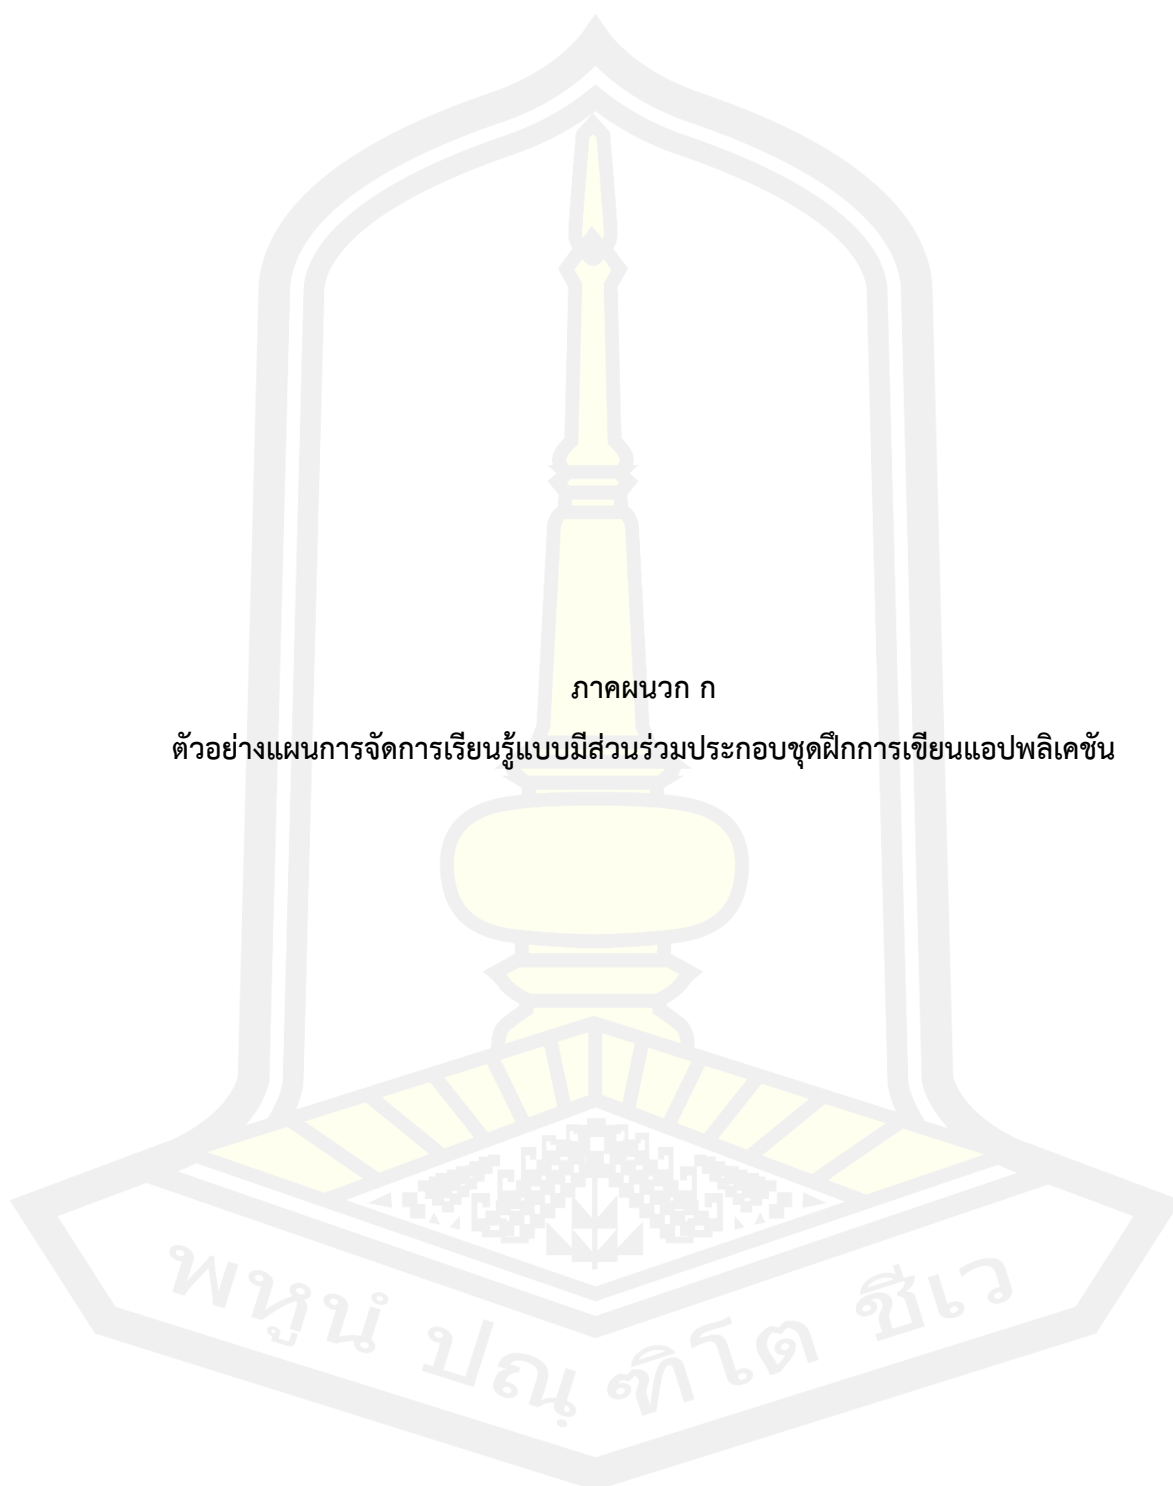 ภาคผนวก ก
ตัวอย่างแผนการจัดการเรียนรู้แบบมีส่วนร่วมประกอบชุดฝึกการเขียนแอปพลิเคชัน
พหูนํ ปณฺฑิโต ชีเว